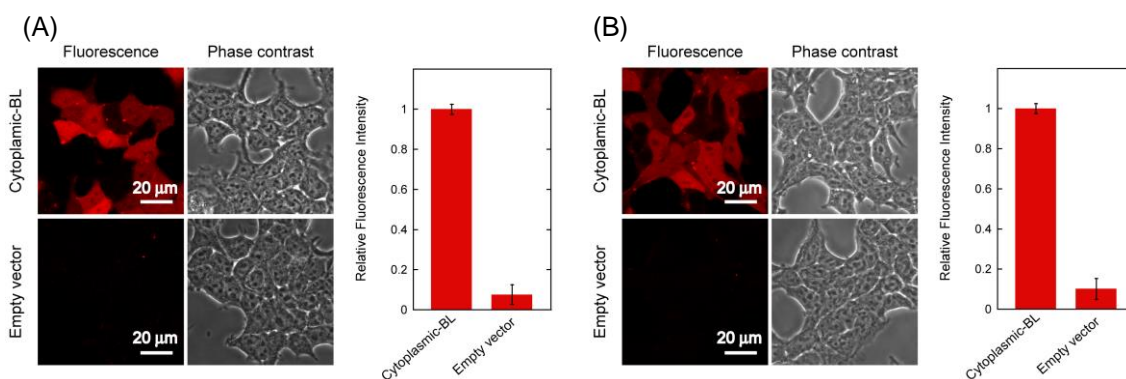 (A)
Fluorescence Phase contrast
Cytoplamic-BL
20 µm
Empty vector
20 µm
Relative Fluorescence Intensity
1
0.8
0.6
0.4
0.2
0
Cytoplasmic-BL
Empty vector
(B)
Fluorescence Phase contrast
Cytoplamic-BL
20 µm
Empty vector
20 µm
Relative Fluorescence Intensity
1
0.8
0.6
0.4
0.2
0
Cytoplasmic-BL
Empty vector